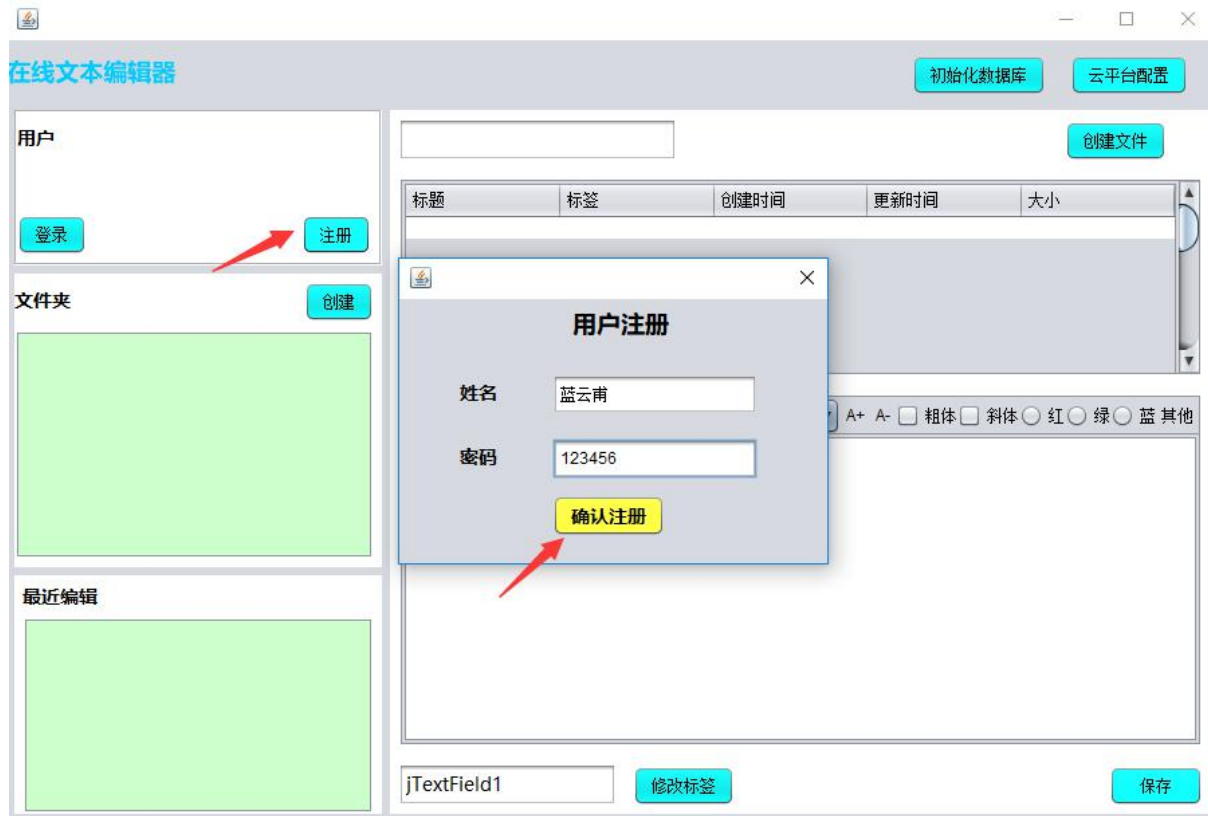 在线文本编辑器
初始化数据库 云平台配置
用户
登录 注册
文件夹 创建
最近编辑
创建文件
标题 标签 创建时间 更新时间 大小
用户注册
姓名 蓝云甫
密码 123456
确认注册
A+ A- 粗体 斜体 红 绿 蓝 其他
jTextField1 修改标签 保存